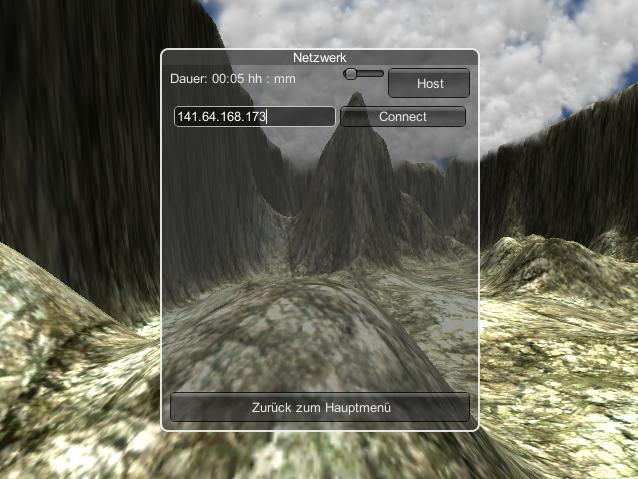 Netzwerk
Dauer: 00:05 hh : mm
Host
141.64.168.173
Connect
Zurück zum Hauptmenü